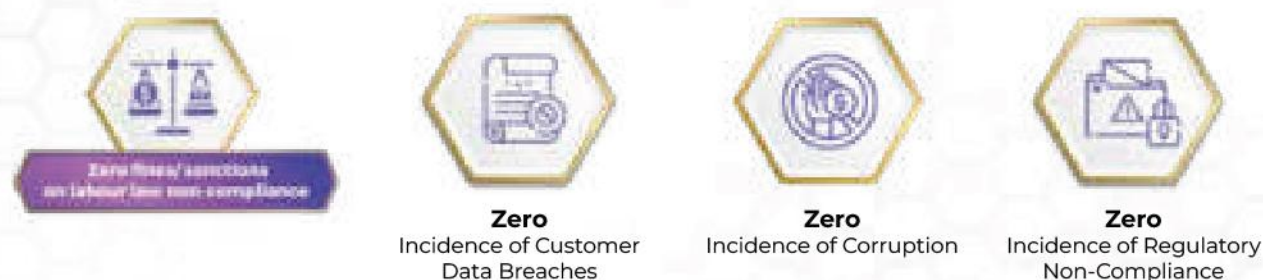 Zero fines/ sanctions
on labour law non-compliance
Zero
Incidence of Customer
Data Breaches
Zero
Incidence of Corruption
Zero
Incidence of Regulatory
Non-Compliance